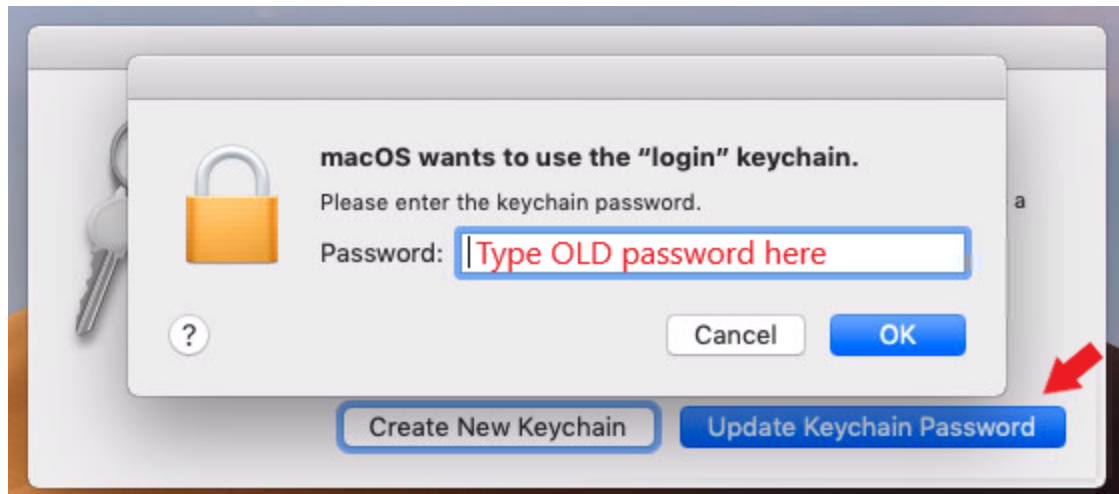 macOS wants to use the “login” keychain.
Please enter the keychain password.
a
Password: Type OLD password here
?
Cancel
OK
Create New Keychain
Update Keychain Password